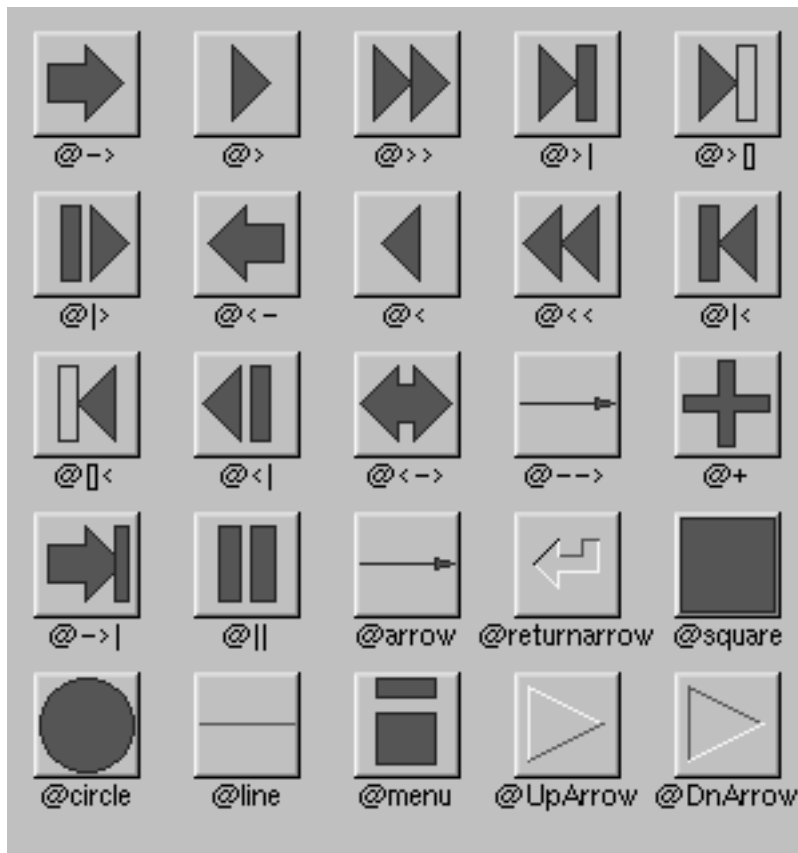 @-> @> @>> @>| @>[]
@|> @<- @< @<< @|<
@[]< @<| @<-> @--> @+
@->| @|| @arrow @returnarrow @square
@circle @line @menu @UpArrow @DnArrow